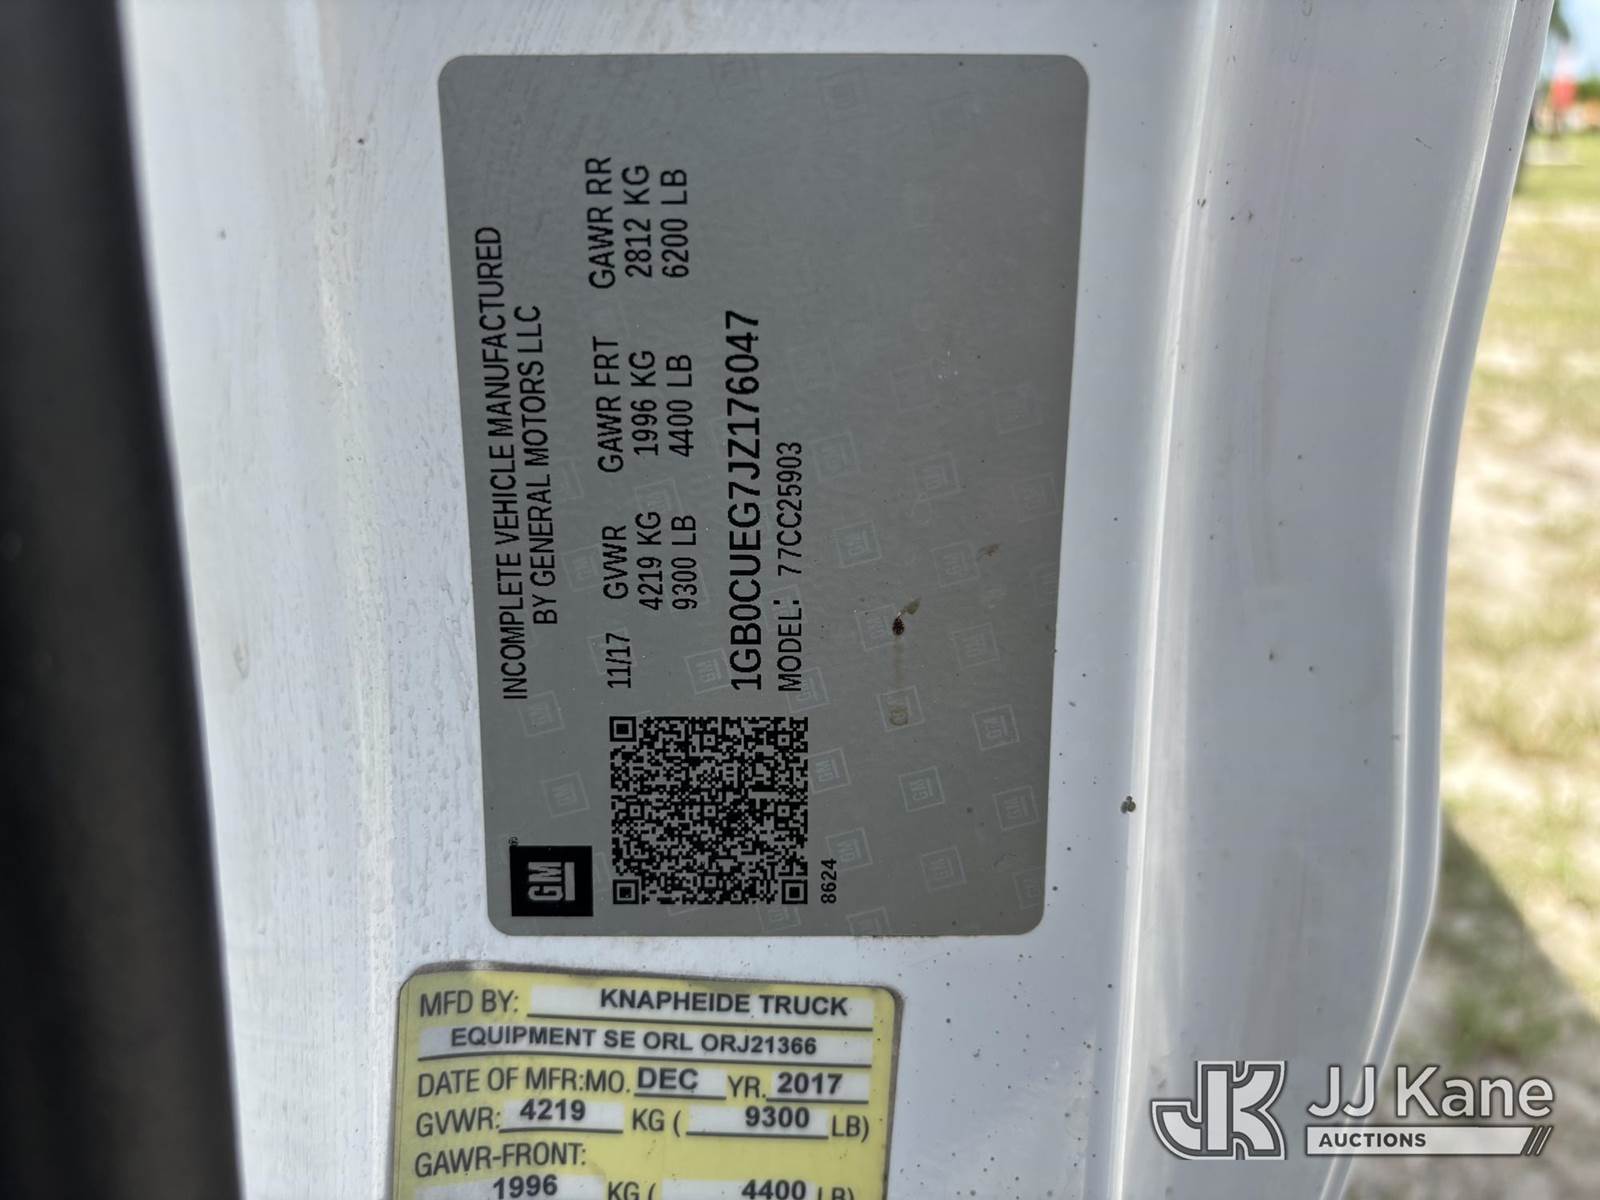 INCOMPLETE VEHICLE MANUFACTURED
BY GENERAL MOTORS LLC
11/17 GVWR GAWR FRT GAWR RR
4219 KG 1996 KG 2812 KG
9300 LB 4400 LB 6200 LB
1GB0CUEG7JZ176047
MODEL: 77CC25903
GM
8624
MFD BY: KNAPHEIDE TRUCK
EQUIPMENT SE ORL ORJ21366
DATE OF MFR:MO. DEC YR. 2017
GVWR: 4219 KG ( 9300 LB)
GAWR-FRONT:
1996 KG ( 4400 LB)
JK JJ Kane
AUCTIONS